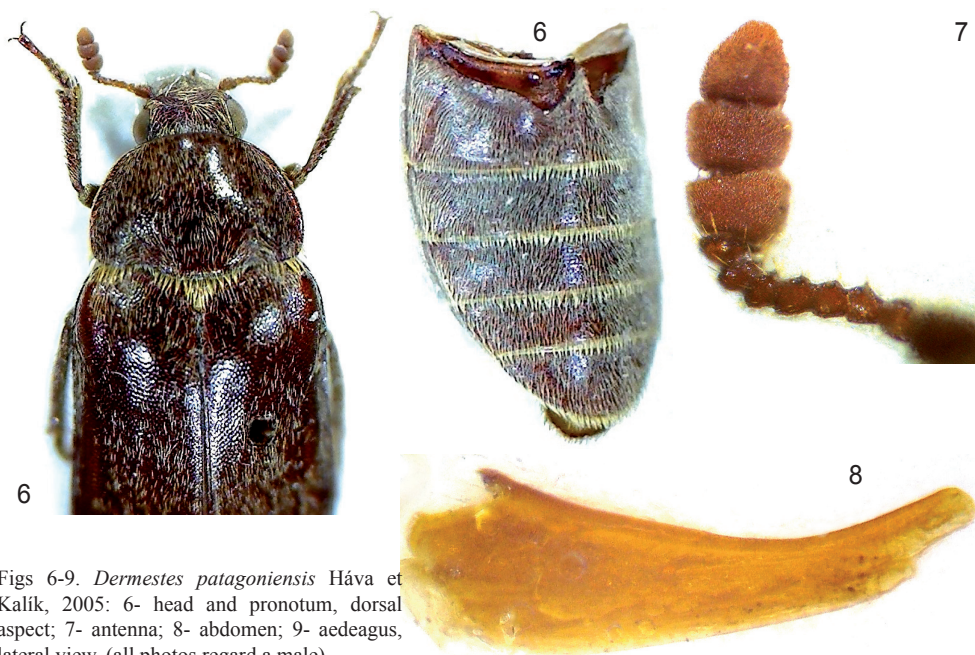 6
7
6
8
Figs 6-9. Dermestes patagoniensis Háva et
Kalík, 2005: 6- head and pronotum, dorsal
aspect; 7- antenna; 8- abdomen; 9- aedeagus,
lateral view. (all photos regard a male)